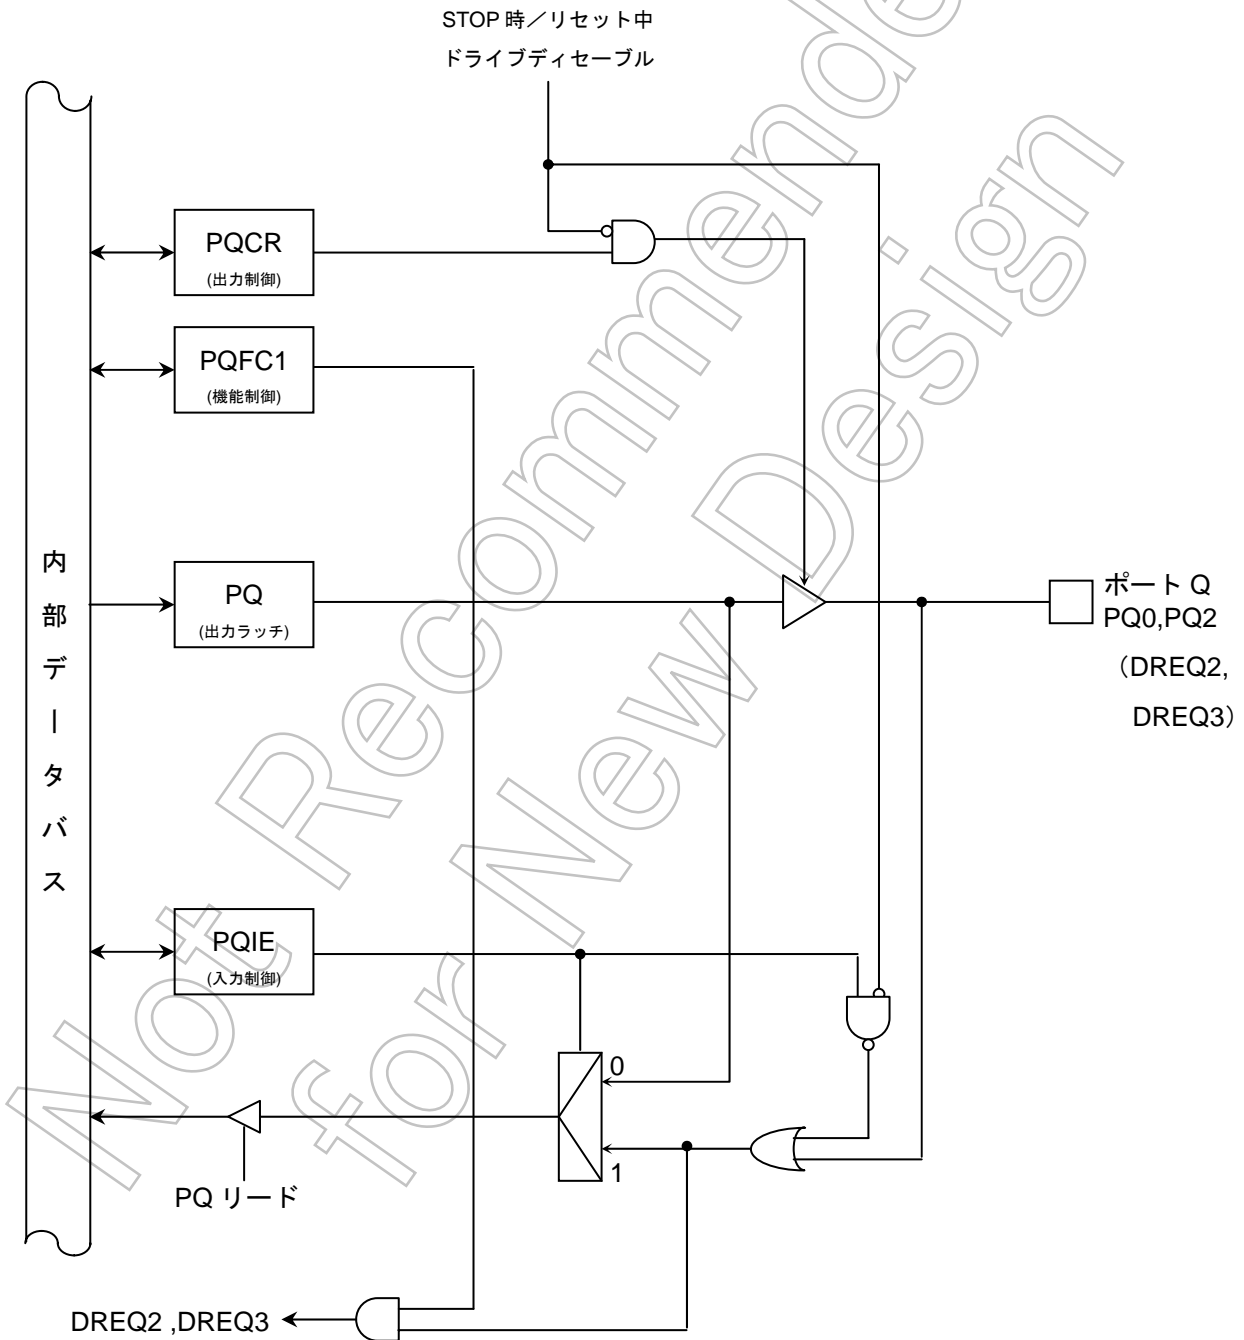 STOP 時／リセット中
ドライブディセーブル
PQCR
(出力制御)
PQFC1
(機能制御)
内部データバス
PQ
(出力ラッチ)
ポート Q
PQ0,PQ2
（DREQ2,
DREQ3）
PQIE
(入力制御)
0
1
PQ リード
DREQ2 ,DREQ3
Not Recommende
for New Design